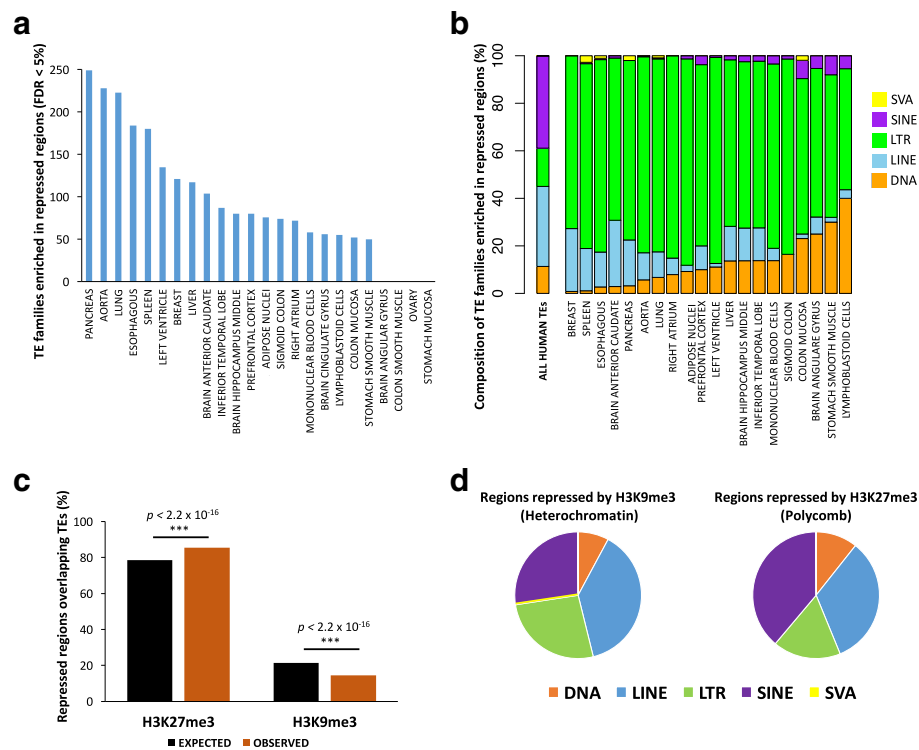 a
TE families enriched in repressed regions (FDR < 5%)
250
200
150
100
50
0
PANCREAS
AORTA
LUNG
ESOPHAGOUS
SPLEEN
LEFT VENTRICLE
BREAST
LIVER
BRAIN ANTERIOR CAUDATE
INFERIOR TEMPORAL LOBE
BRAIN HIPPOCAMPUS MIDDLE
PREFRONTAL CORTEX
ADIPOSE NUCLEI
SIGMOID COLON
RIGHT ATRIUM
MONONUCLEAR BLOOD CELLS
BRAIN CINGULATE GYRUS
LYMPHOBLASTOID CELLS
COLON MUCOSA
STOMACH SMOOTH MUSCLE
BRAIN ANGULAR GYRUS
COLON SMOOTH MUSCLE
OVARY
STOMACH MUCOSA
b
Composition of TE families enriched in repressed regions (%)
100
80
60
40
20
0
ALL HUMAN TEs
BREAST
SPLEEN
ESOPHAGOUS
BRAIN ANTERIOR CAUDATE
PANCREAS
AORTA
LUNG
RIGHT ATRIUM
ADIPOSE NUCLEI
PREFRONTAL CORTEX
LEFT VENTRICLE
LIVER
BRAIN HIPPOCAMPUS MIDDLE
INFERIOR TEMPORAL LOBE
MONONUCLEAR BLOOD CELLS
SIGMOID COLON
COLON MUCOSA
BRAIN ANGULARE GYRUS
STOMACH SMOOTH MUSCLE
LYMPHOBLASTOID CELLS
SVA
SINE
LTR
LINE
DNA
c
Repressed regions overlapping TEs (%)
100
80
60
40
20
0
p < 2.2 x 10-16
***
p < 2.2 x 10-16
***
H3K27me3
H3K9me3
EXPECTED OBSERVED
d
Regions repressed by H3K9me3
(Heterochromatin)
Regions repressed by H3K27me3
(Polycomb)
DNA LINE LTR SINE SVA